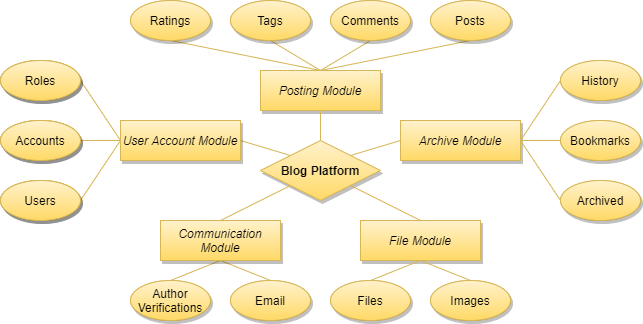 Ratings
Tags
Comments
Posts
Roles
Posting Module
History
Accounts
User Account Module
Archive Module
Bookmarks
Blog Platform
Users
Archived
Communication
Module
File Module
Author
Verifications
Email
Files
Images